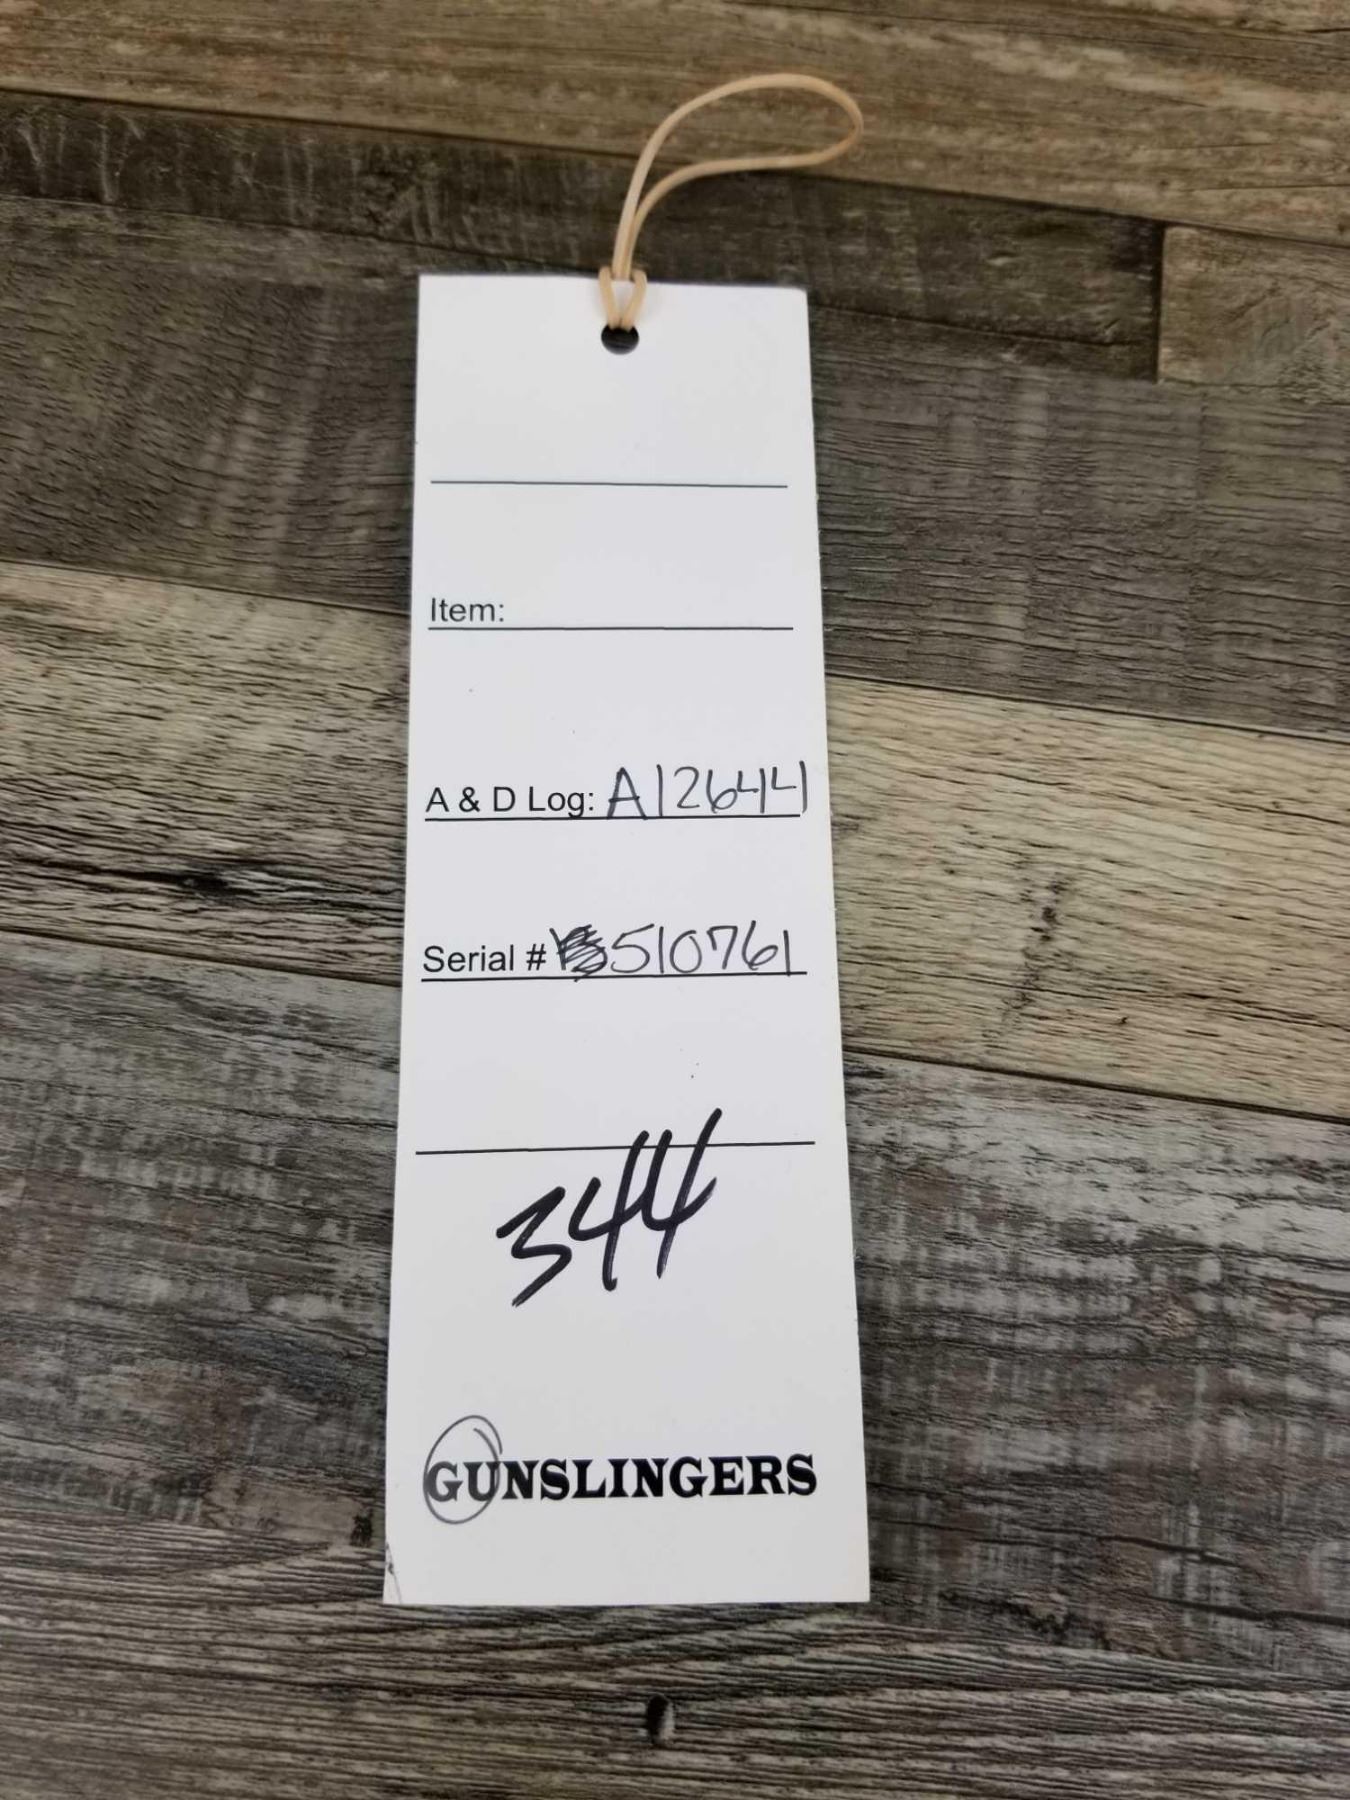 Item:
A & D Log: A12644
Serial # 510761
344
GUNSLINGERS